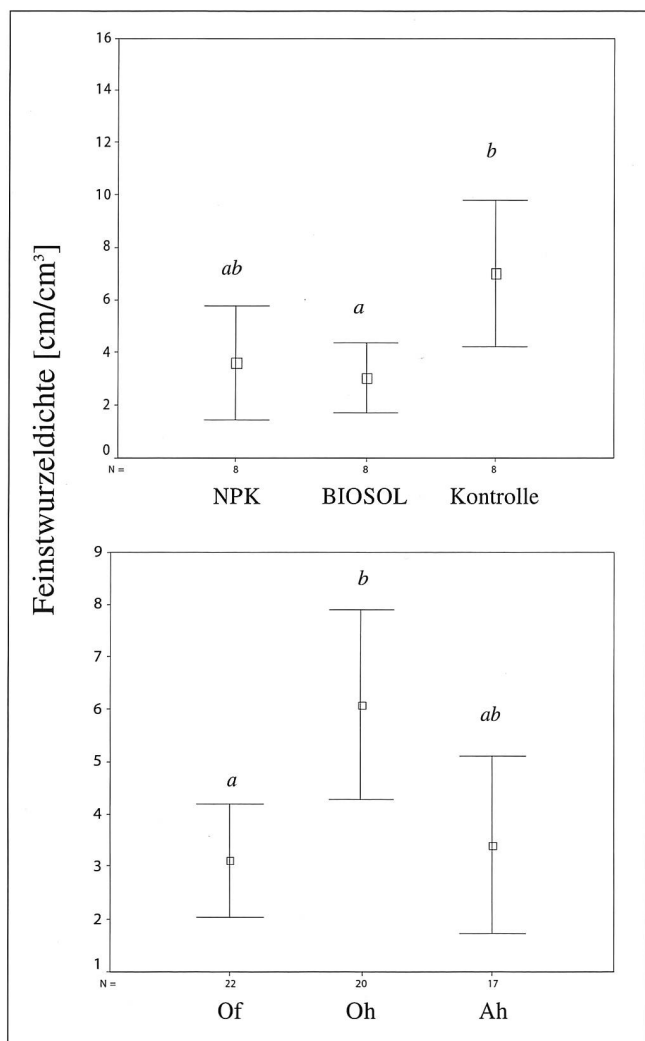 Feinstwurzeldichte [cm/cm³]
16
14
12
10
8
6
4
2
0
ab
a
b
N =
8 8 8
NPK BIOSOL Kontrolle
9
8
7
6
5
4
3
2
1
a
b
ab
N =
22 20 17
Of Oh Ah